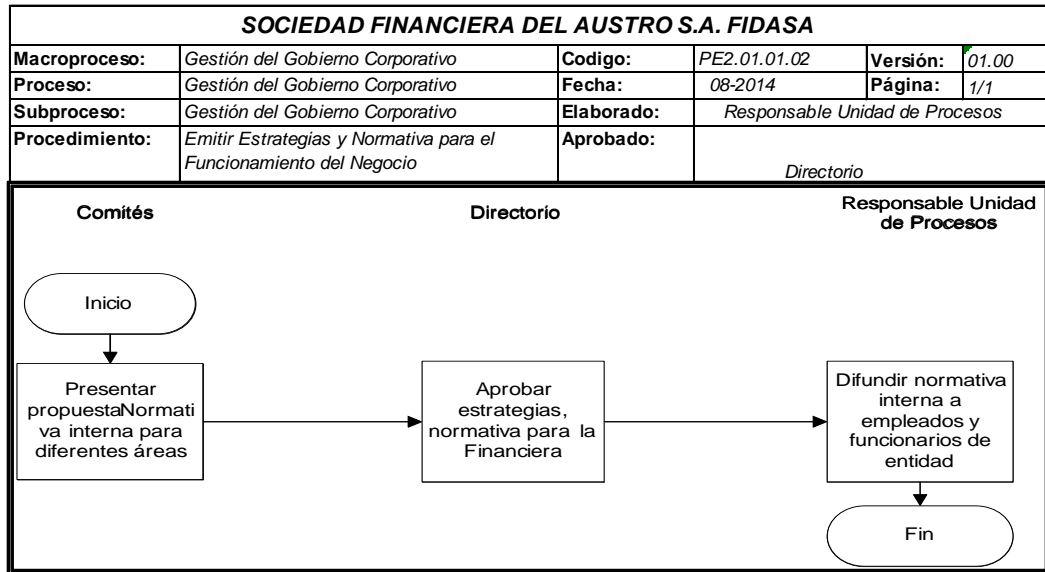 SOCIEDAD FINANCIERA DEL AUSTRO S.A. FIDASA
Macroproceso: Gestión del Gobierno Corporativo Codigo: PE2.01.01.02 Versión: 01.00
Proceso: Gestión del Gobierno Corporativo Fecha: 08-2014 Página: 1/1
Subproceso: Gestión del Gobierno Corporativo Elaborado: Responsable Unidad de Procesos
Procedimiento: Emitir Estrategias y Normativa para el Aprobado:
Funcionamiento del Negocio Directorio
Comités
Directorío
Responsable Unidad
de Procesos
Inicio
Presentar
propuestaNormati
va interna para
diferentes áreas
Aprobar
estrategias,
normativa para la
Financiera
Difundir normativa
interna a
empleados y
funcionarios de
entidad
Fin